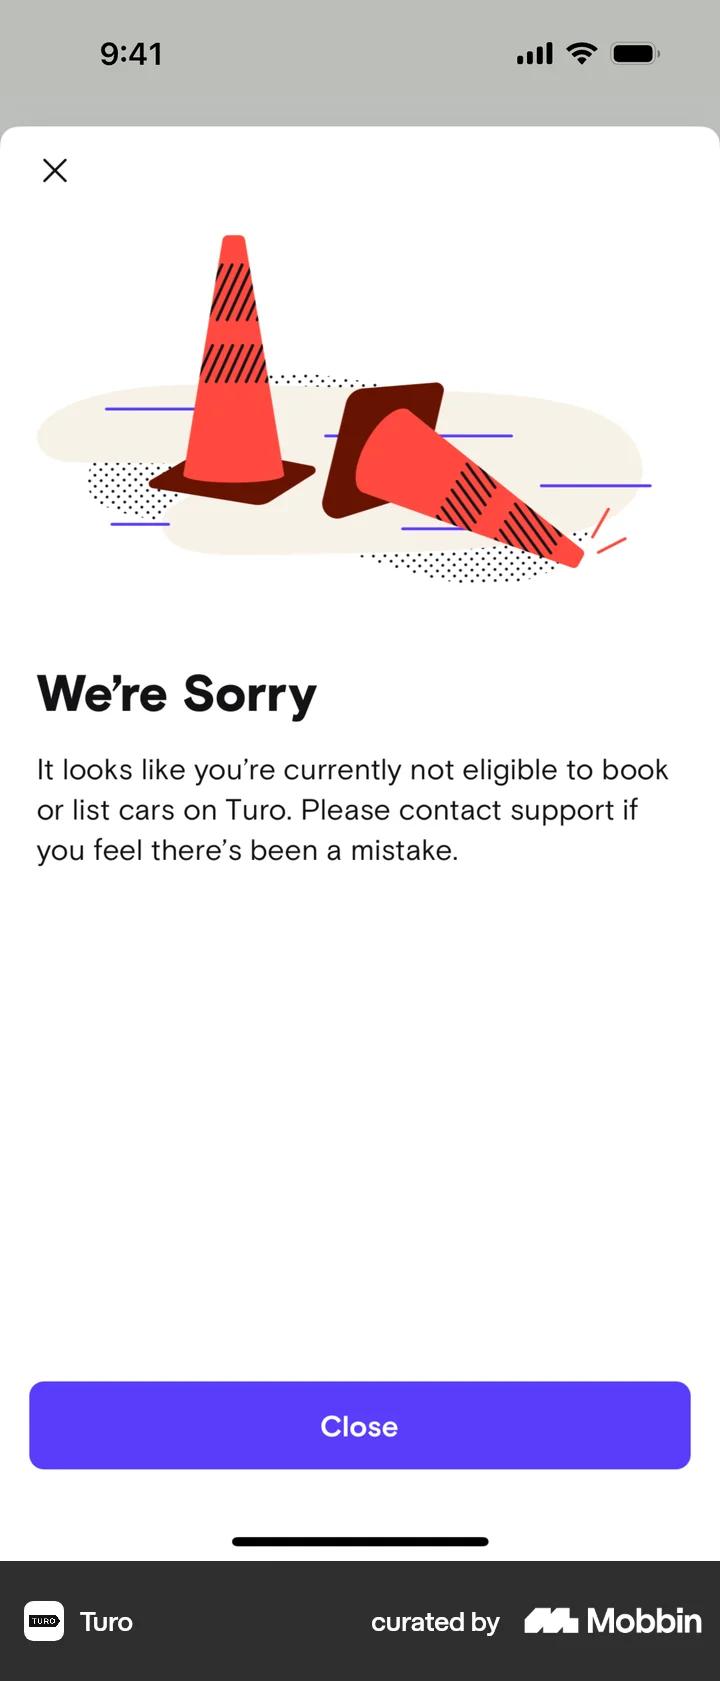 9:41
We’re Sorry
It looks like you’re currently not eligible to book
or list cars on Turo. Please contact support if
you feel there’s been a mistake.
Close
TURO
Turo
curated by Mobbin